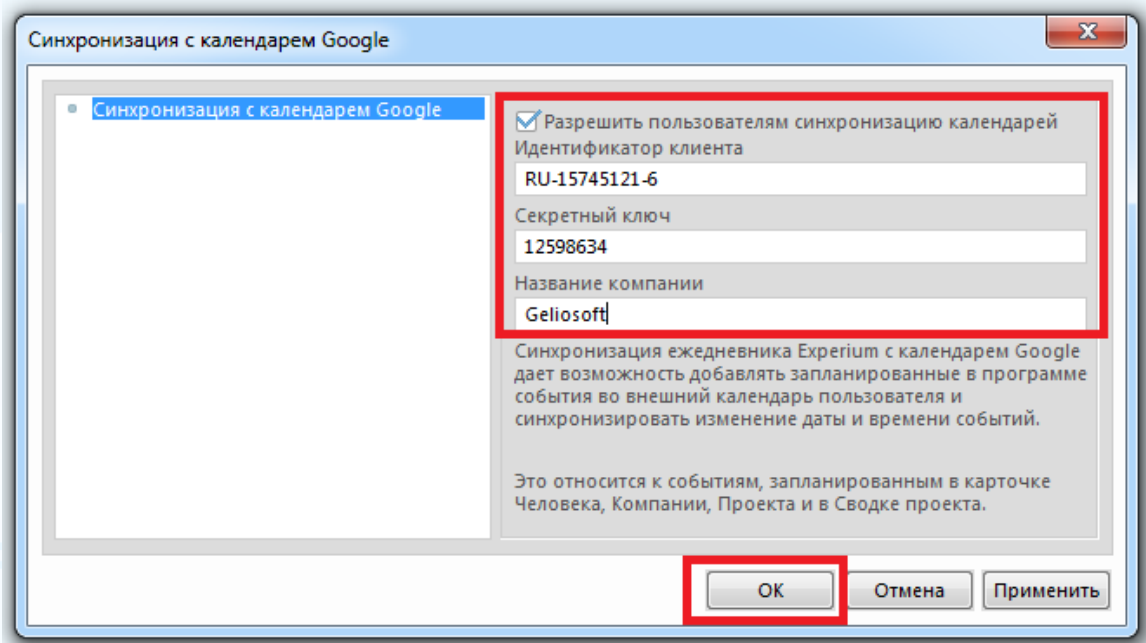 Синхронизация с календарем Google
Синхронизация с календарем Google
Разрешить пользователям синхронизацию календарей
Идентификатор клиента
RU-15745121-6
Секретный ключ
12598634
Название компании
Geliosoft
Синхронизация ежедневника Experium с календарем Google
дает возможность добавлять запланированные в программе
события во внешний календарь пользователя и
синхронизировать изменение даты и времени событий.
Это относится к событиям, запланированным в карточке
Человека, Компании, Проекта и в Сводке проекта.
ОК
Отмена
Применить